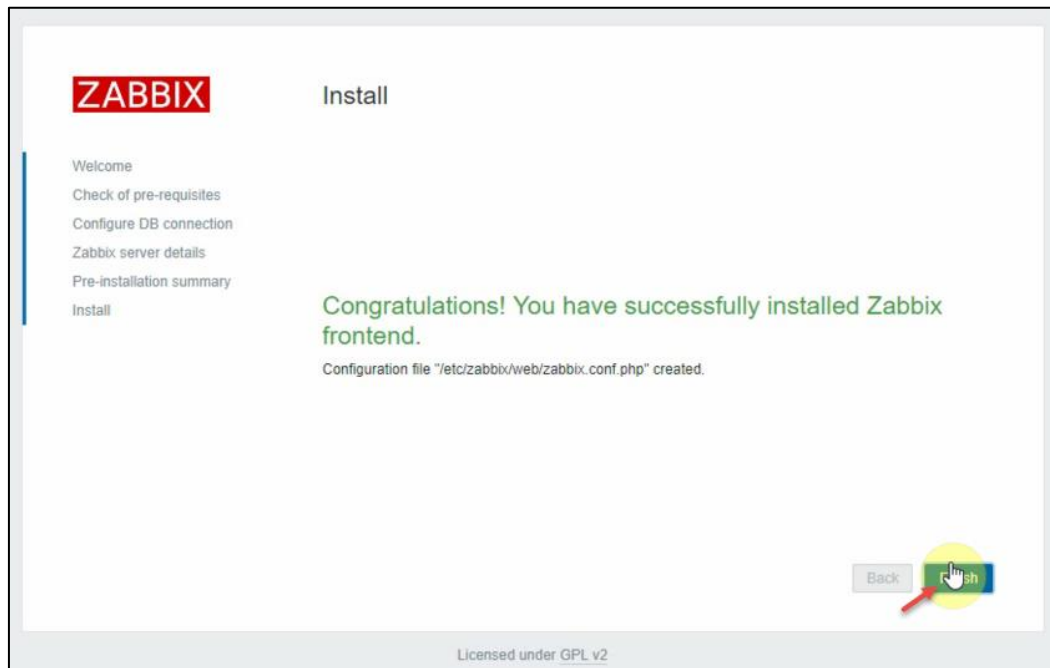 ZABBIX
Install
Welcome
Check of pre-requisites
Configure DB connection
Zabbix server details
Pre-installation summary
Install
Congratulations! You have successfully installed Zabbix
frontend.
Configuration file "/etc/zabbix/web/zabbix.conf.php" created.
Back
Licensed under GPL v2